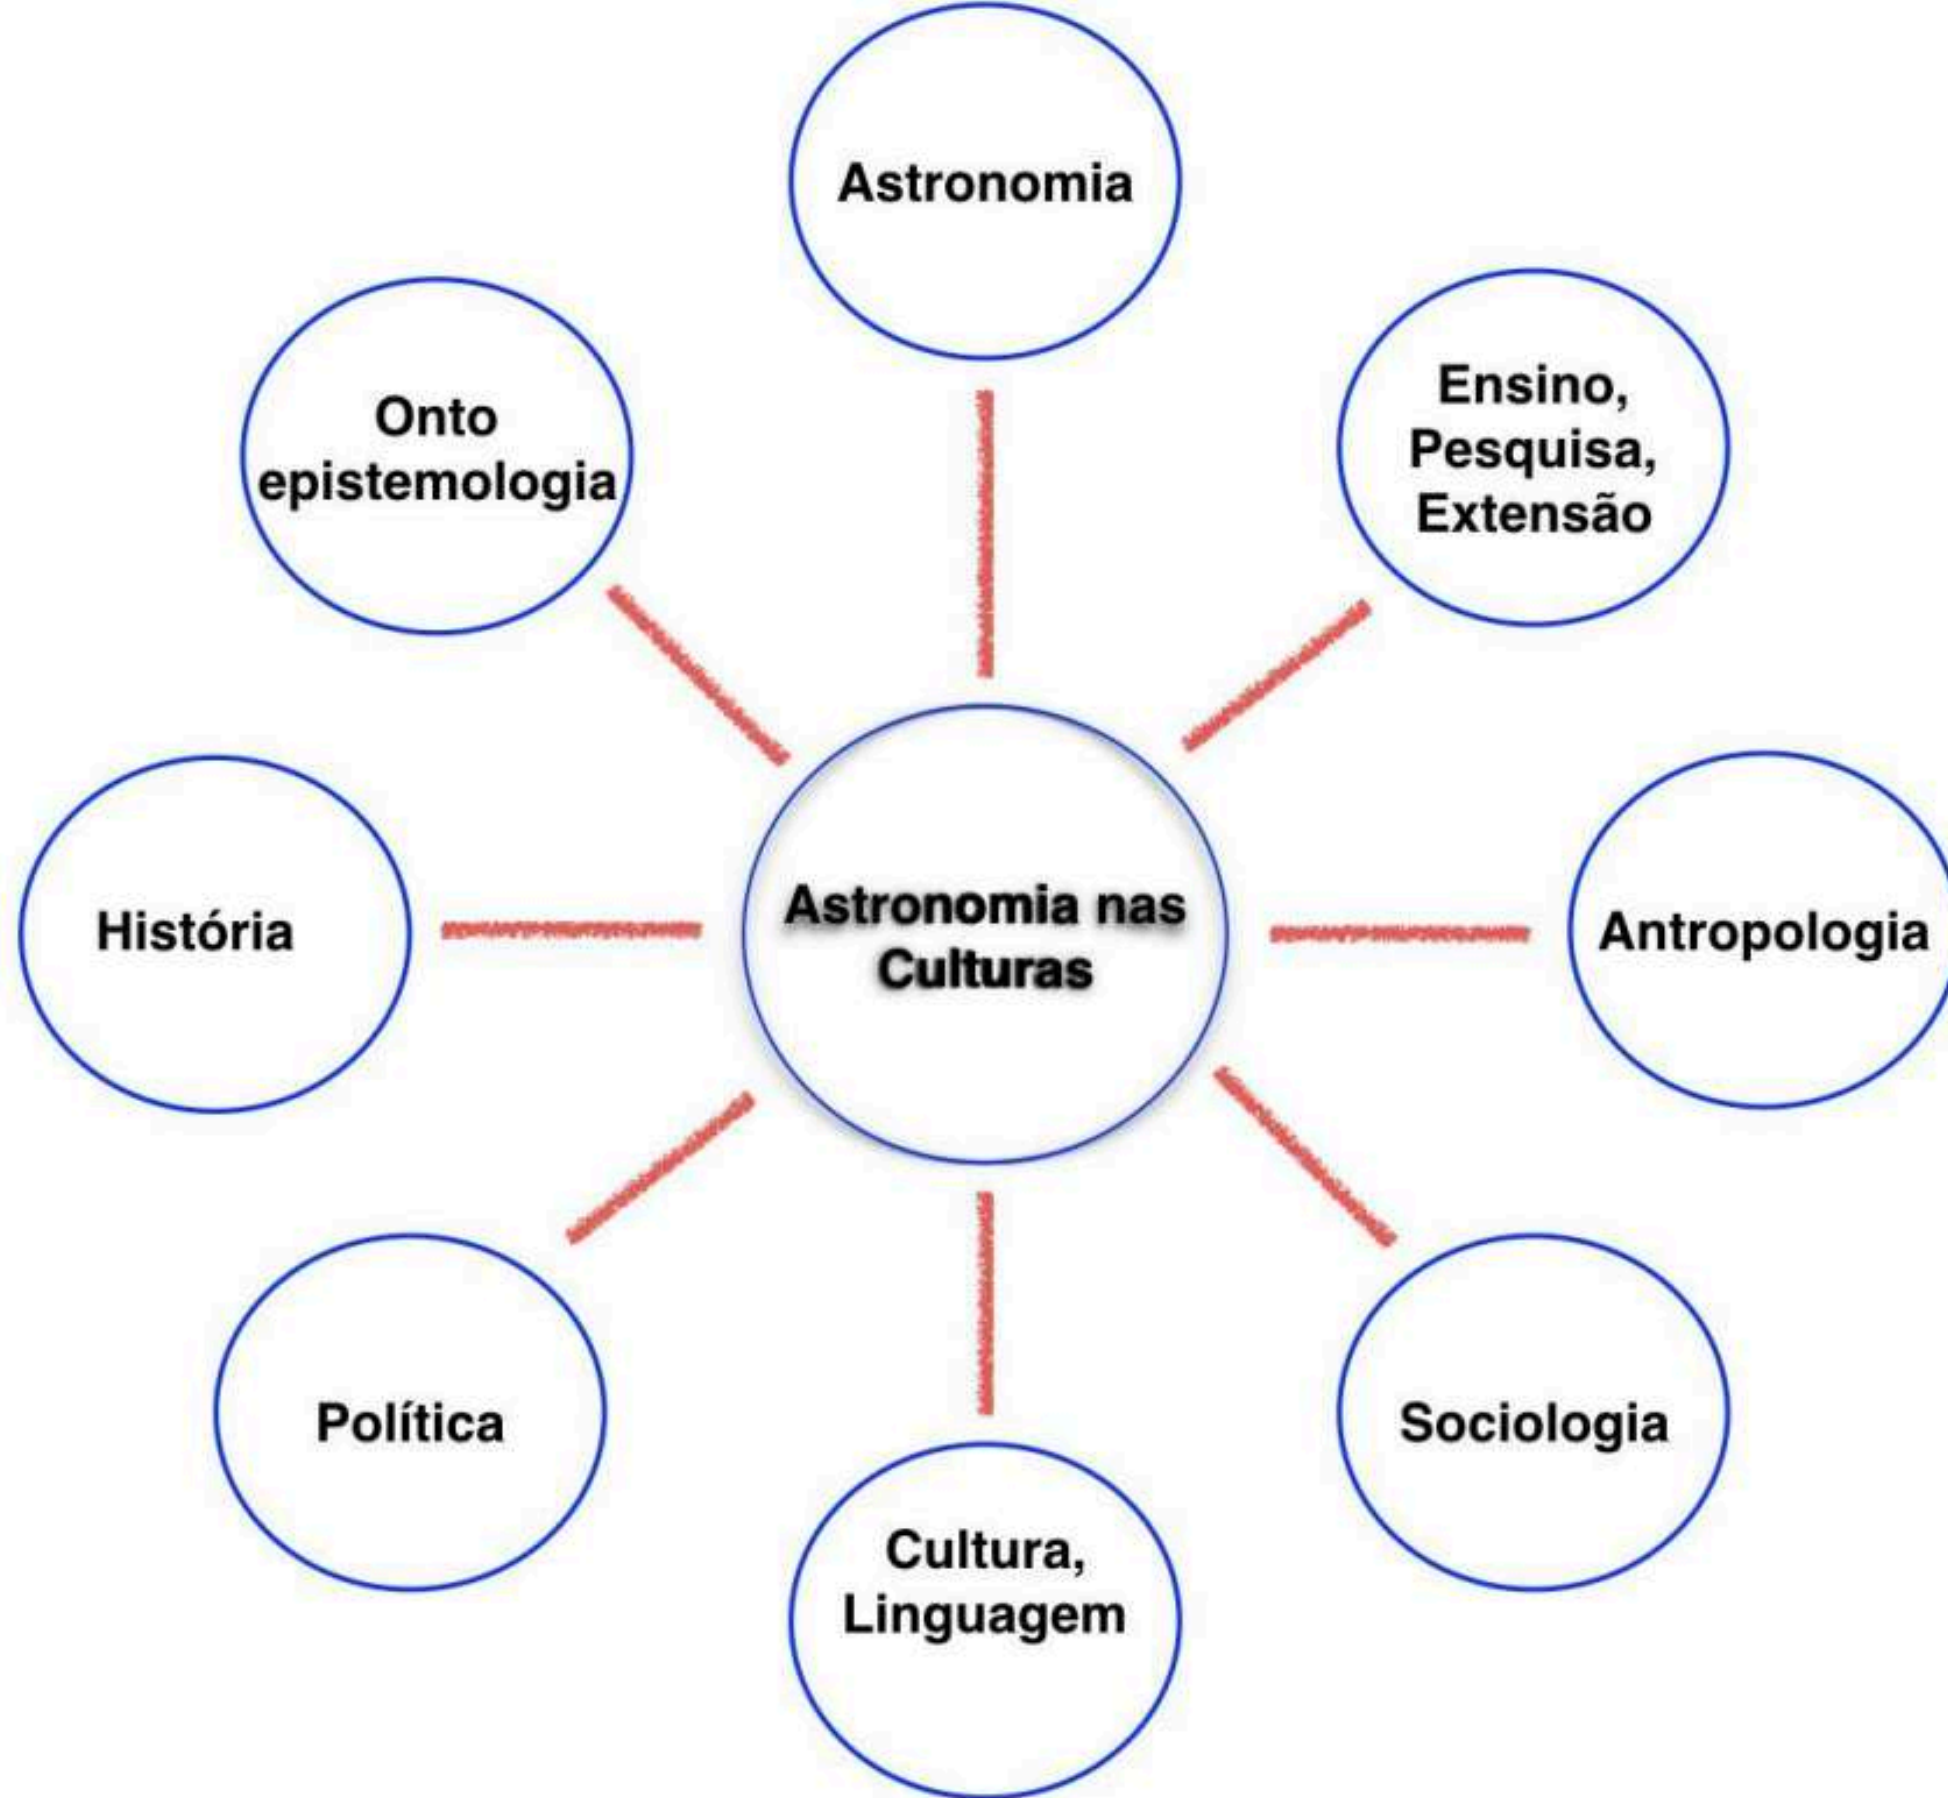 Astronomia
Onto
epistemologia
Ensino,
Pesquisa,
Extensão
História
Astronomia nas
Culturas
Antropologia
Política
Sociologia
Cultura,
Linguagem